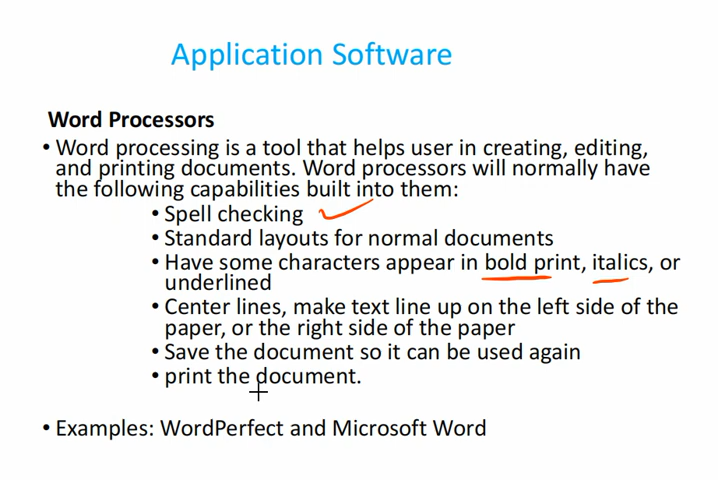 Application Software
Word Processors
• Word processing is a tool that helps user in creating, editing,
and printing documents. Word processors will normally have
the following capabilities built into them:
• Spell checking
• Standard layouts for normal documents
• Have some characters appear in bold print, italics, or
underlined
• Center lines, make text line up on the left side of the
paper, or the right side of the paper
• Save the document so it can be used again
• print the document.
• Examples: WordPerfect and Microsoft Word